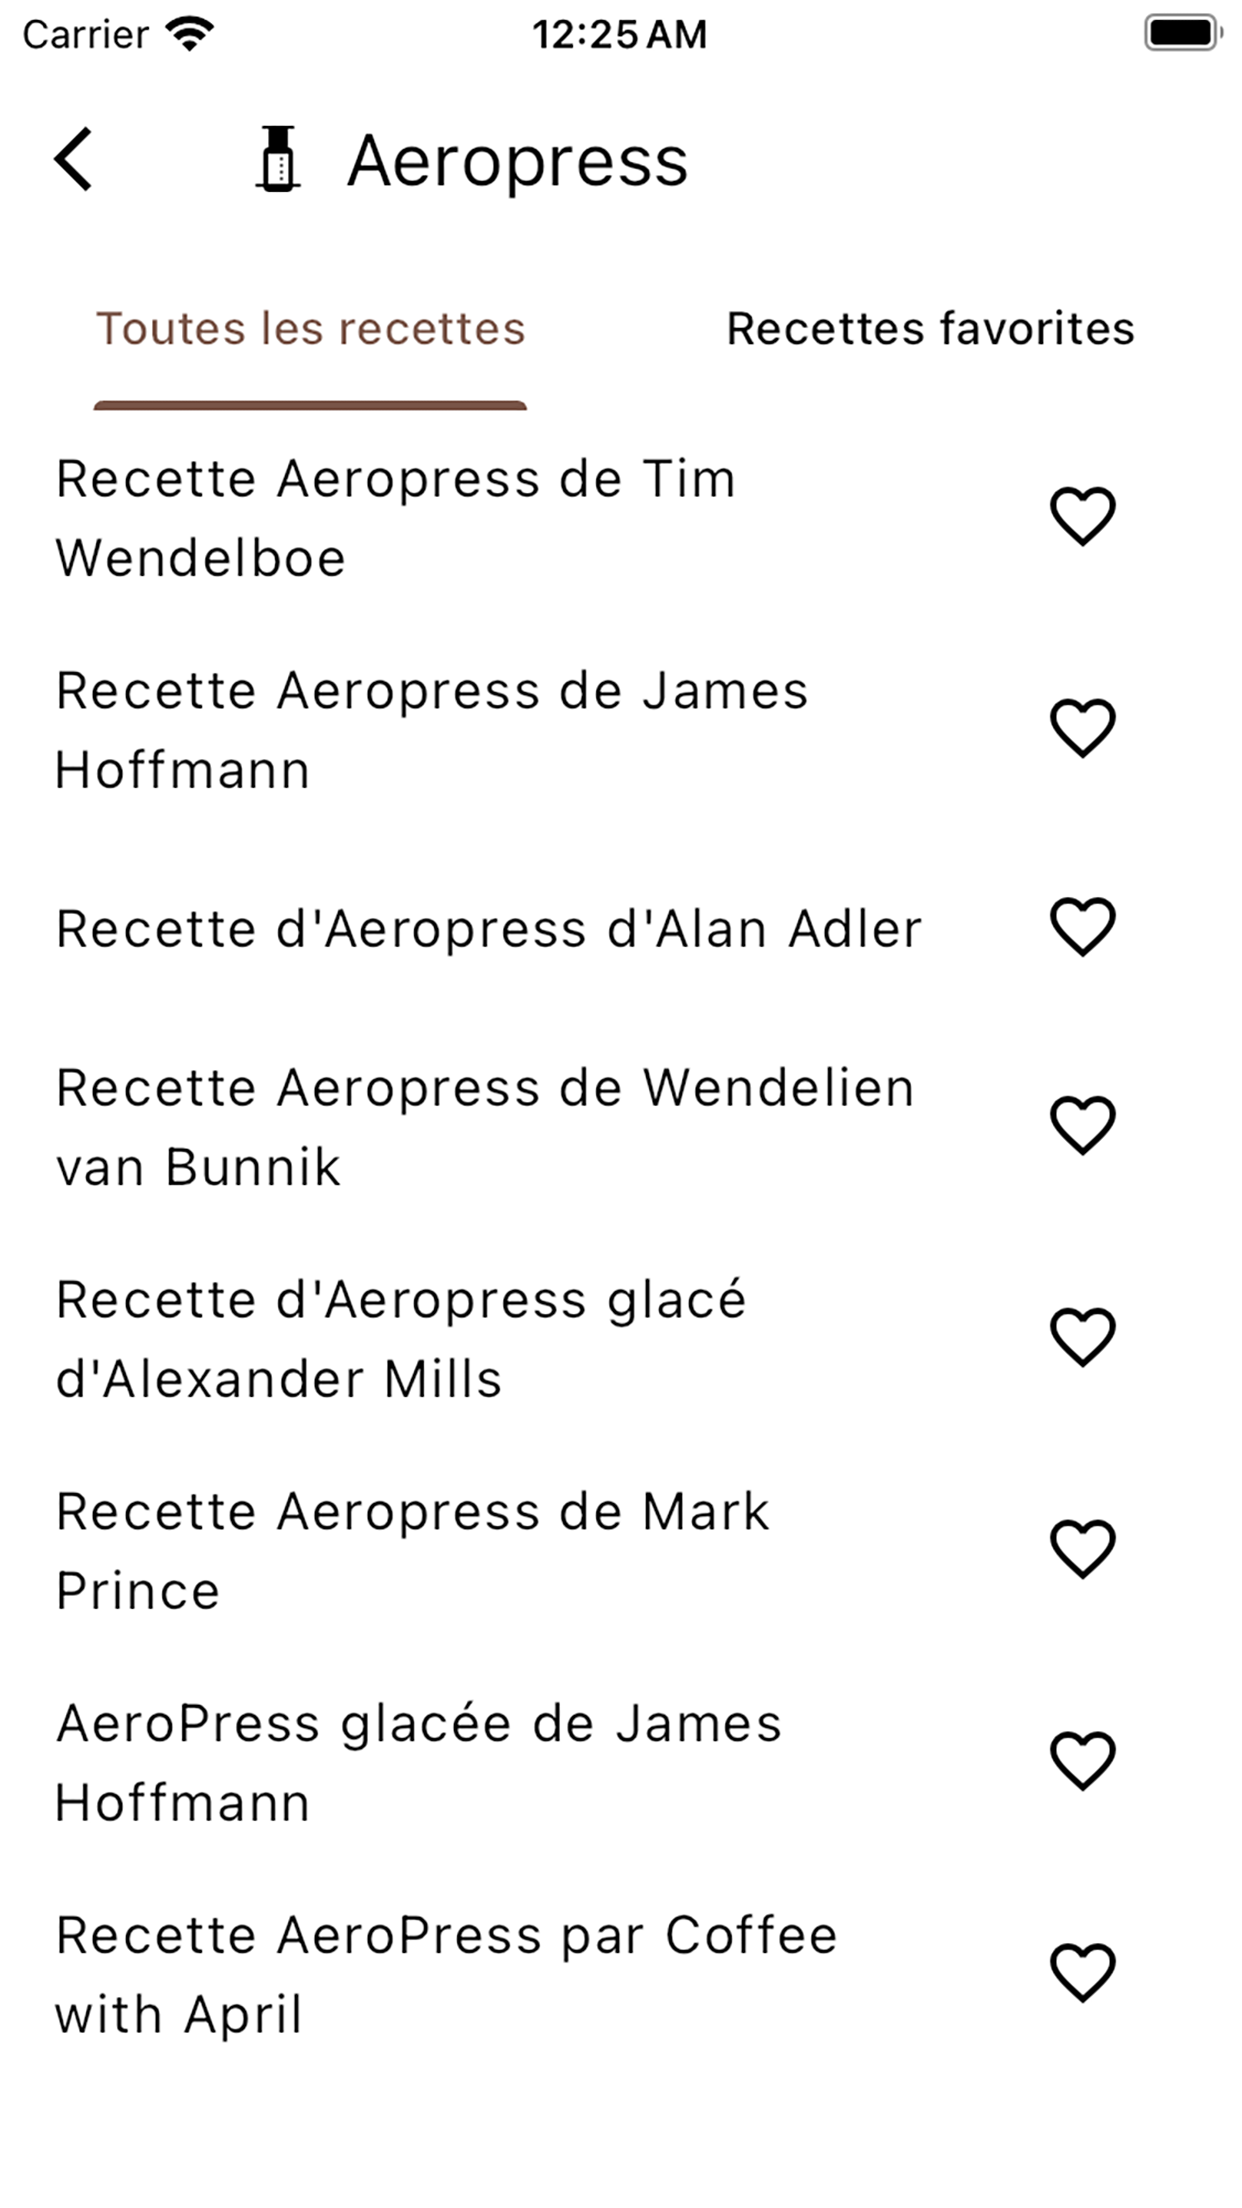 Carrier
12:25 AM
Aeropress
Toutes les recettes
Recettes favorites
Recette Aeropress de Tim
Wendelboe
Recette Aeropress de James
Hoffmann
Recette d'Aeropress d'Alan Adler
Recette Aeropress de Wendelien
van Bunnik
Recette d'Aeropress glacé
d'Alexander Mills
Recette Aeropress de Mark
Prince
AeroPress glacée de James
Hoffmann
Recette AeroPress par Coffee
with April